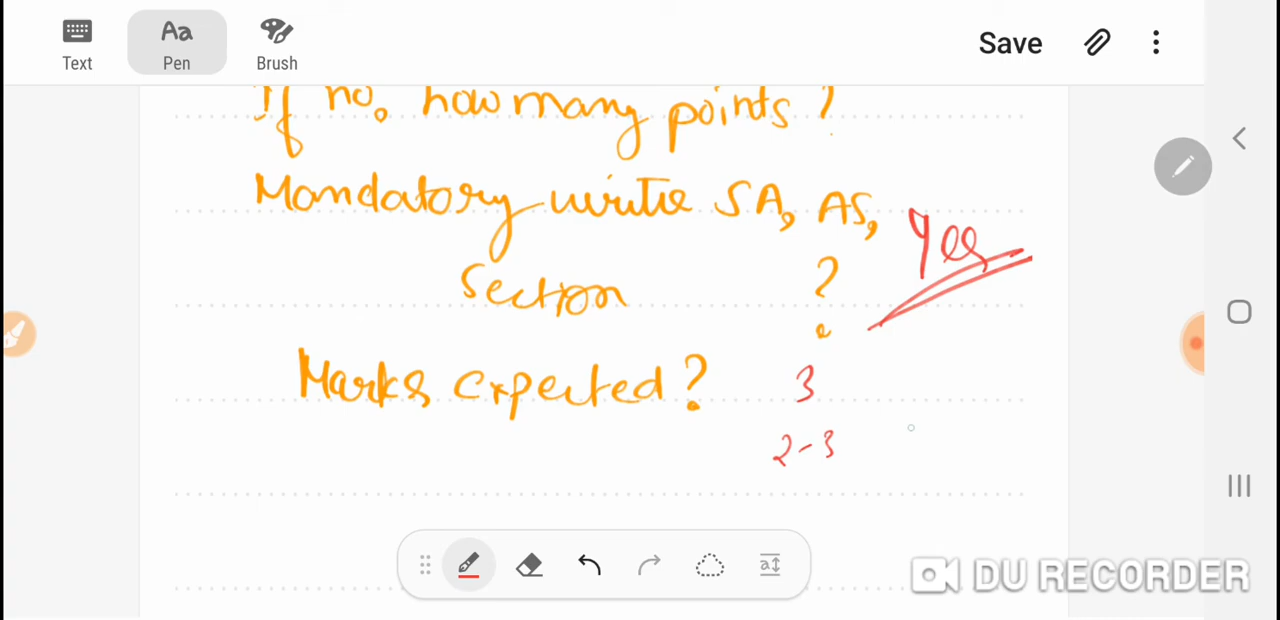 Text
Aa
Pen
Brush
Save
If no, how many points?
Mandatory write SA, AS, Yes
Section ?
Marks expected? 3
2-3
DU RECORDER